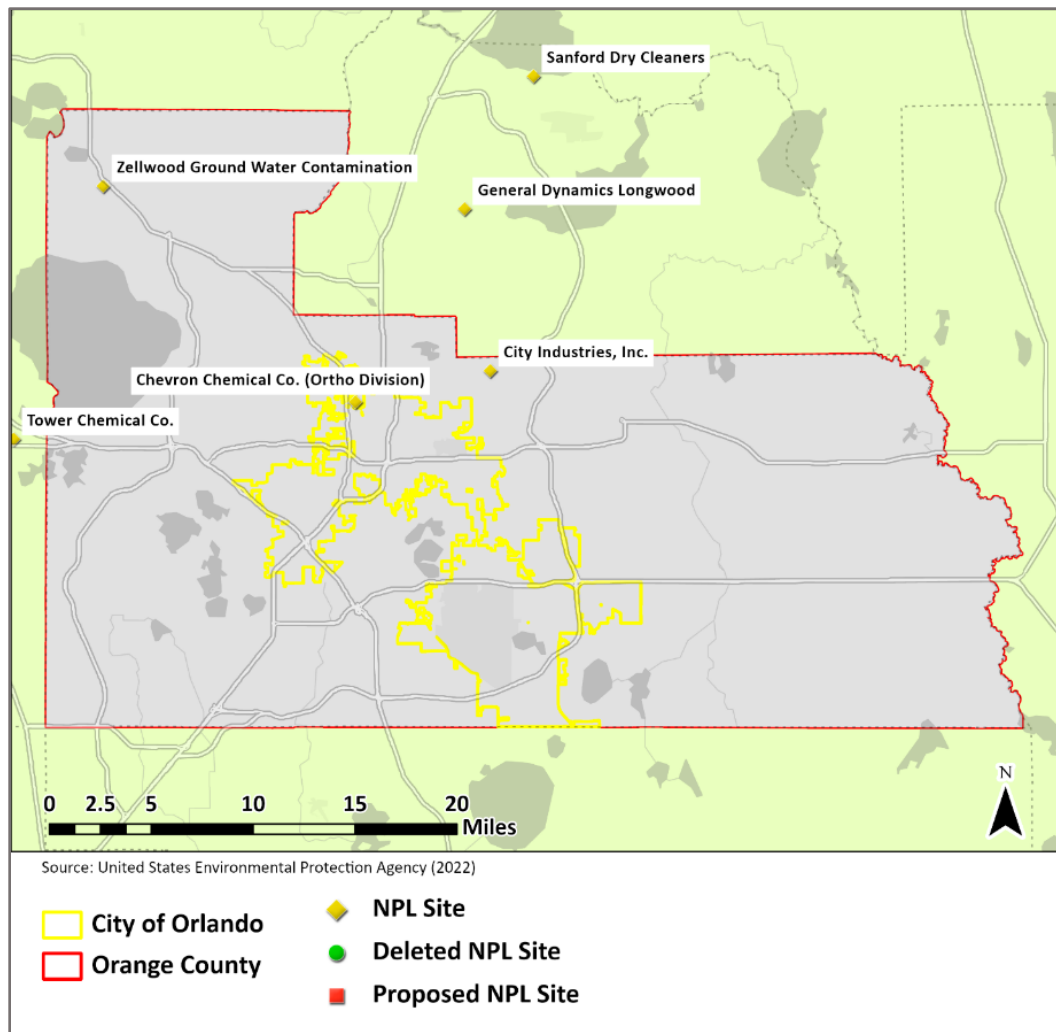 Sanford Dry Cleaners
Zellwood Ground Water Contamination
General Dynamics Longwood
City Industries, Inc.
Chevron Chemical Co. (Ortho Division)
Tower Chemical Co.
N
0 2.5 5 10 15 20
Miles
Source: United States Environmental Protection Agency (2022)
City of Orlando
Orange County
NPL Site
Deleted NPL Site
Proposed NPL Site